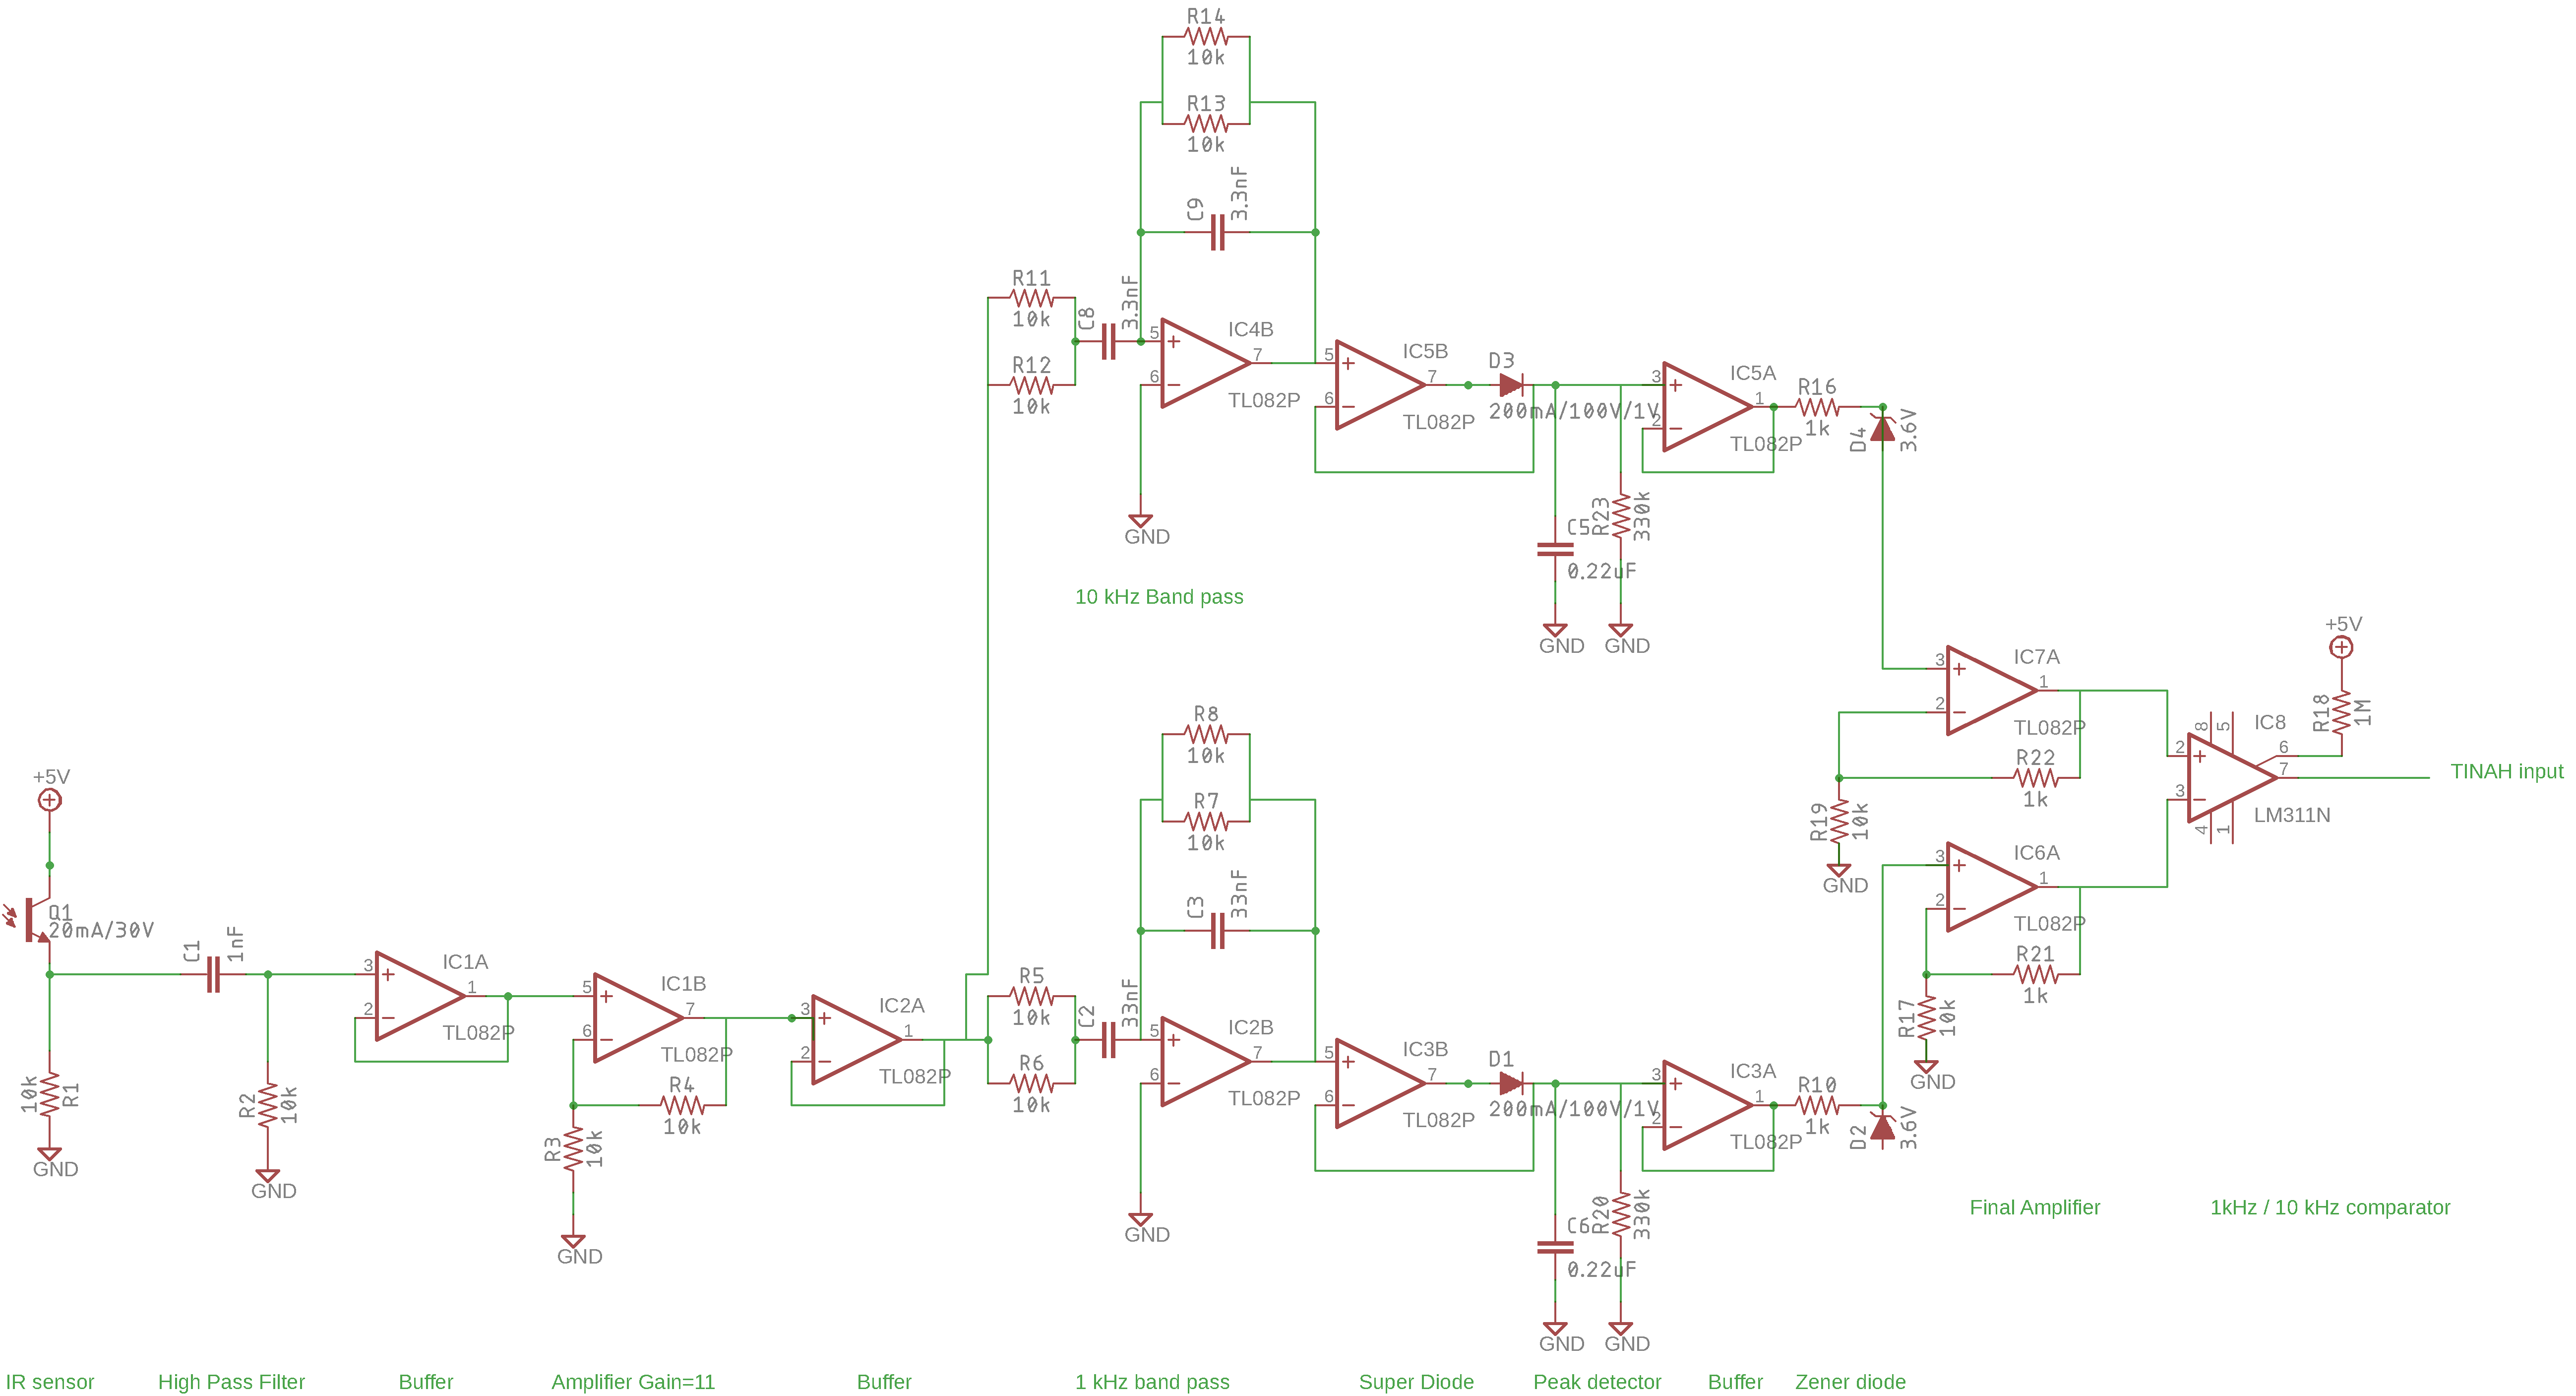 R14
10k
R13
10k
C9
3.3nF
R11
10k
C8
3.3nF
R12
10k
5
6
7
IC4B
TL082P
GND
5
6
7
IC5B
TL082P
D3
200mA/100V/1V
3
2
1
IC5A
TL082P
R16
1k
D4
3.6V
C5
0.22uF
R23
330k
GND
GND
10 kHz Band pass
3
2
1
IC7A
TL082P
R22
1k
R19
10k
GND
+5V
R18
1M
8
5
IC8
2
3
6
7
4
1
LM311N
TINAH input
3
2
1
IC6A
TL082P
R21
1k
R17
10k
GND
R8
10k
R7
10k
C3
33nF
+5V
Q1
20mA/30V
10k
R1
GND
C1
1nF
R2
10k
GND
3
2
1
IC1A
TL082P
5
6
7
IC1B
TL082P
R4
10k
R3
10k
GND
3
2
1
IC2A
TL082P
R5
10k
R6
10k
C2
33nF
5
6
7
IC2B
TL082P
GND
5
6
7
IC3B
TL082P
D1
200mA/100V/1V
3
2
1
IC3A
TL082P
R10
1k
D2
3.6V
C6
0.22uF
R20
330k
GND
GND
Final Amplifier
1kHz / 10 kHz comparator
IR sensor
High Pass Filter
Buffer
Amplifier Gain=11
Buffer
1 kHz band pass
Super Diode
Peak detector
Buffer
Zener diode